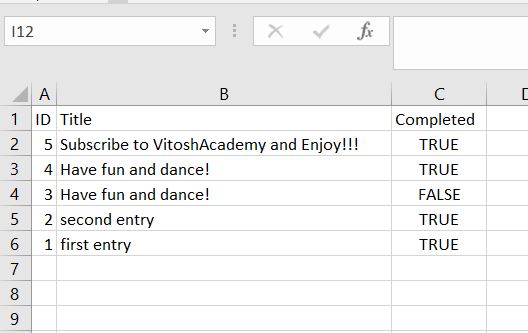 I12
fx
A B C D
1 ID Title Completed
2 5 Subscribe to VitoshAcademy and Enjoy!!! TRUE
3 4 Have fun and dance! TRUE
4 3 Have fun and dance! FALSE
5 2 second entry TRUE
6 1 first entry TRUE
7
8
9